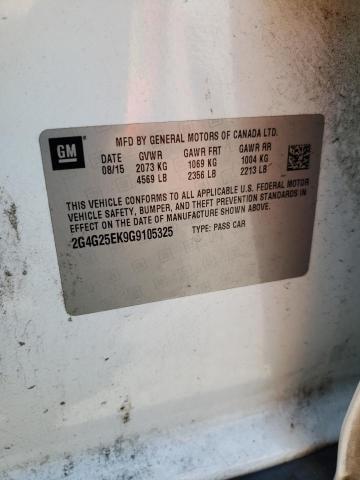 GM
MFD BY GENERAL MOTORS OF CANADA LTD.
08/15 GVWR GAWR FRT GAWR RR
2073 KG 1069 KG 1004 KG
4569 LB 2356 LB 2213 LB
THIS VEHICLE CONFORMS TO ALL APPLICABLE U.S. FEDERAL MOTOR
VEHICLE SAFETY, BUMPER, AND THEFT PREVENTION STANDARDS IN
EFFECT ON THE DATE OF MANUFACTURE SHOWN ABOVE.
2G4G25EK9G9105325 TYPE: PASS CAR